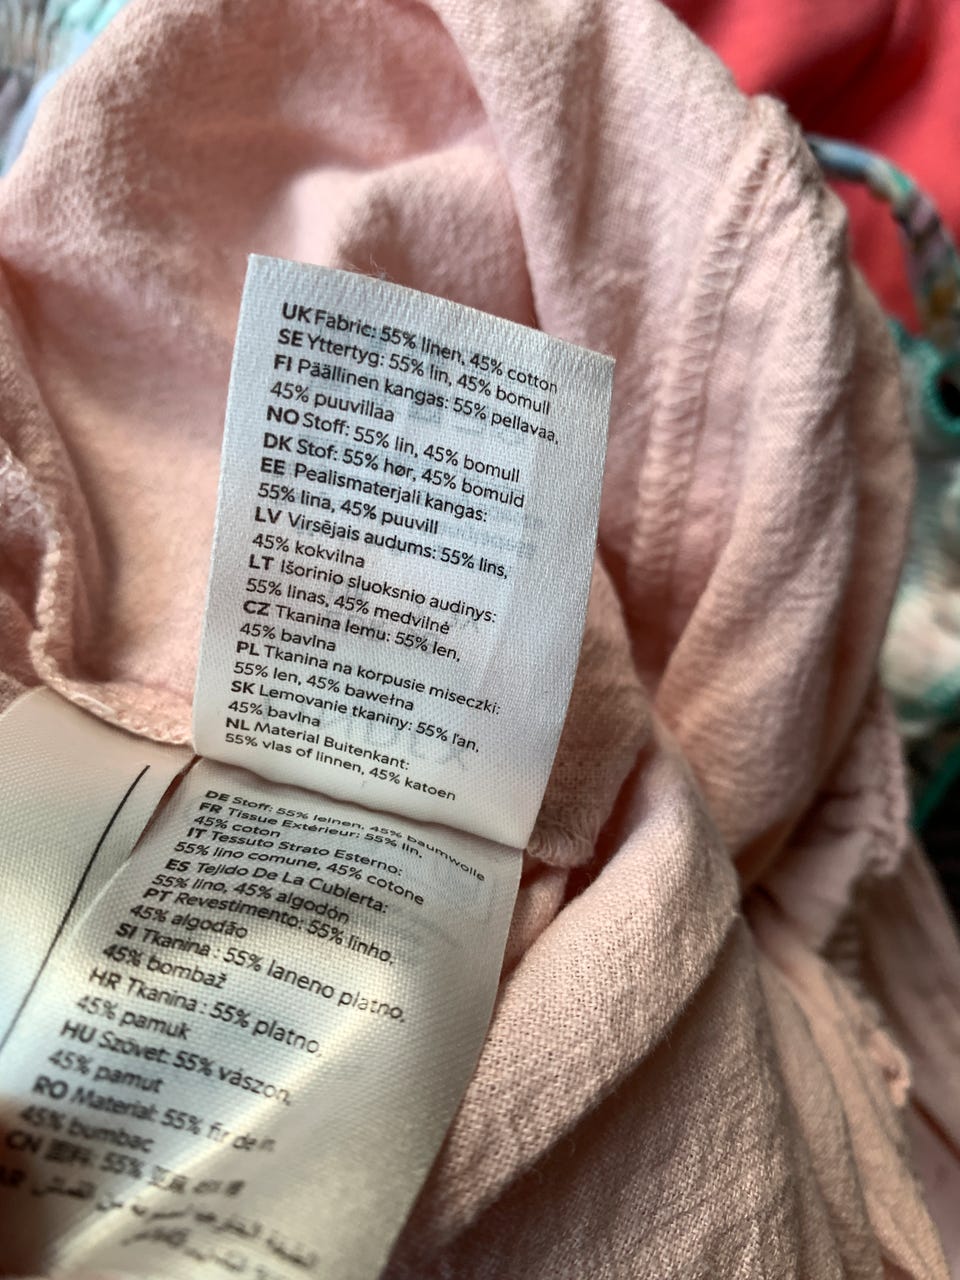 UK Fabric: 55% linen, 45% cotton
SE Yttertyg: 55% lin, 45% bomull
FI Päällinen kangas: 55% pellavaa,
45% puuvillaa
NO Stoff: 55% lin, 45% bomull
DK Stof: 55% hør, 45% bomuld
EE Pealismaterjali kangas:
55% lina, 45% puuvill
LV Virsējais audums: 55% lins,
45% kokvilna
LT Išorinio sluoksnio audinys:
55% linas, 45% medvilnė
CZ Tkanina lemu: 55% len,
45% bavlna
PL Tkanina na korpusie miseczki:
55% len, 45% bawełna
SK Lemovanie tkaniny: 55% ľan,
45% bavlna
NL Material Buitenkant:
55% vlas of linnen, 45% katoen
DE Stoff: 55% leinen, 45% baumwolle
FR Tissue Extérieur: 55% lin,
45% coton
IT Tessuto Strato Esterno:
55% lino comune, 45% cotone
ES Tejido De La Cubierta:
55% lino, 45% algodón
PT Revestimento: 55% linho,
45% algodão
SI Tkanina : 55% laneno platno,
45% bombaž
HR Tkanina : 55% platno,
45% pamuk
HU Szövet: 55% vászon,
45% pamut
RO Material: 55% fir de in
45% bumbac
CN 面料: 55%
AR